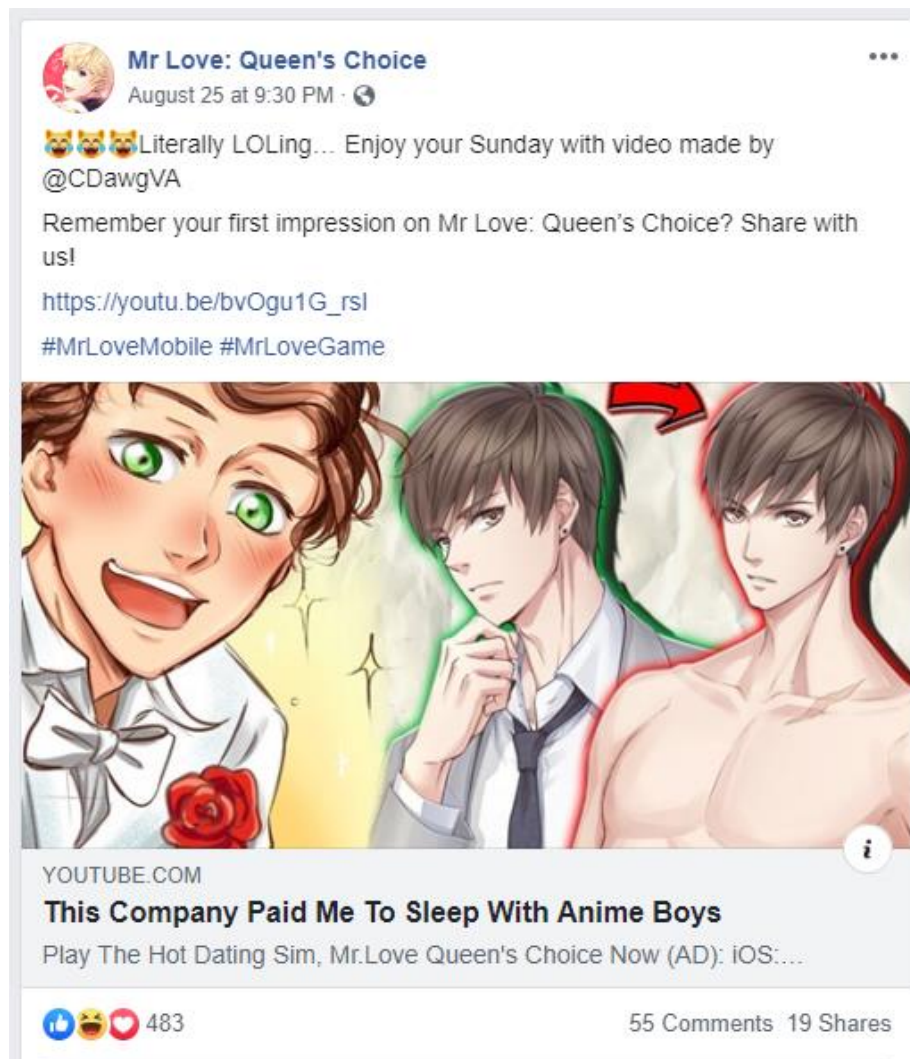 Mr Love: Queen's Choice
August 25 at 9:30 PM ·
😹😹😹Literally LOLing... Enjoy your Sunday with video made by
@CDawgVA
Remember your first impression on Mr Love: Queen's Choice? Share with
us!
https://youtu.be/bvOgu1G_rsI
#MrLoveMobile #MrLoveGame
YOUTUBE.COM
This Company Paid Me To Sleep With Anime Boys
Play The Hot Dating Sim, Mr.Love Queen's Choice Now (AD): iOS:...
483
55 Comments 19 Shares